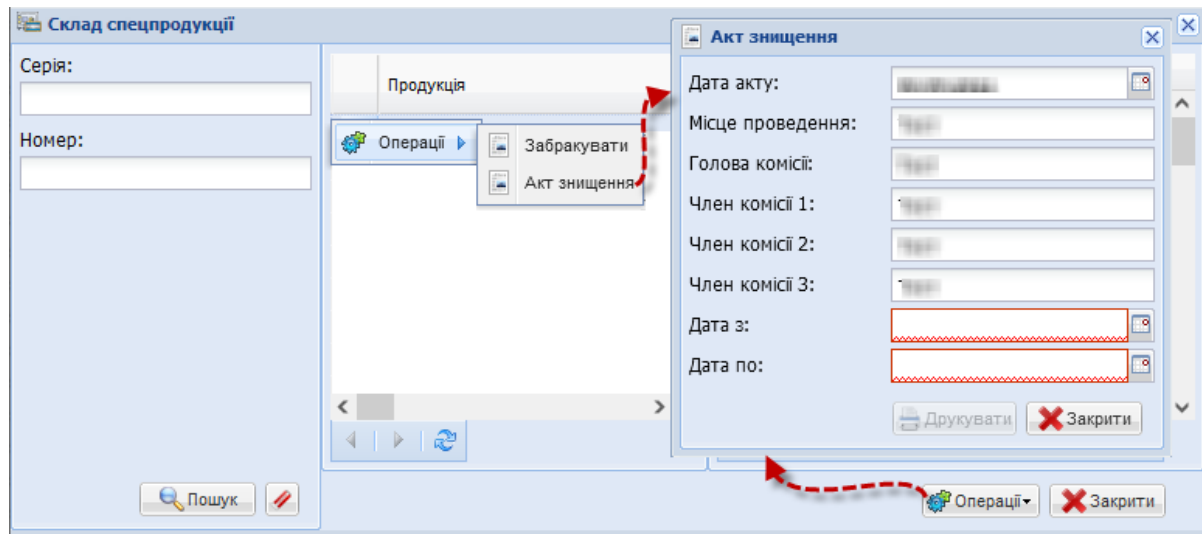 Склад спецпродукції
Серія:
Номер:
Пошук
Продукція
Операції
Забракувати
Акт знищення
Акт знищення
Дата акту:
Місце проведення:
Голова комісії:
Член комісії 1:
Член комісії 2:
Член комісії 3:
Дата з:
Дата по:
Друкувати
Закрити
Операції
Закрити